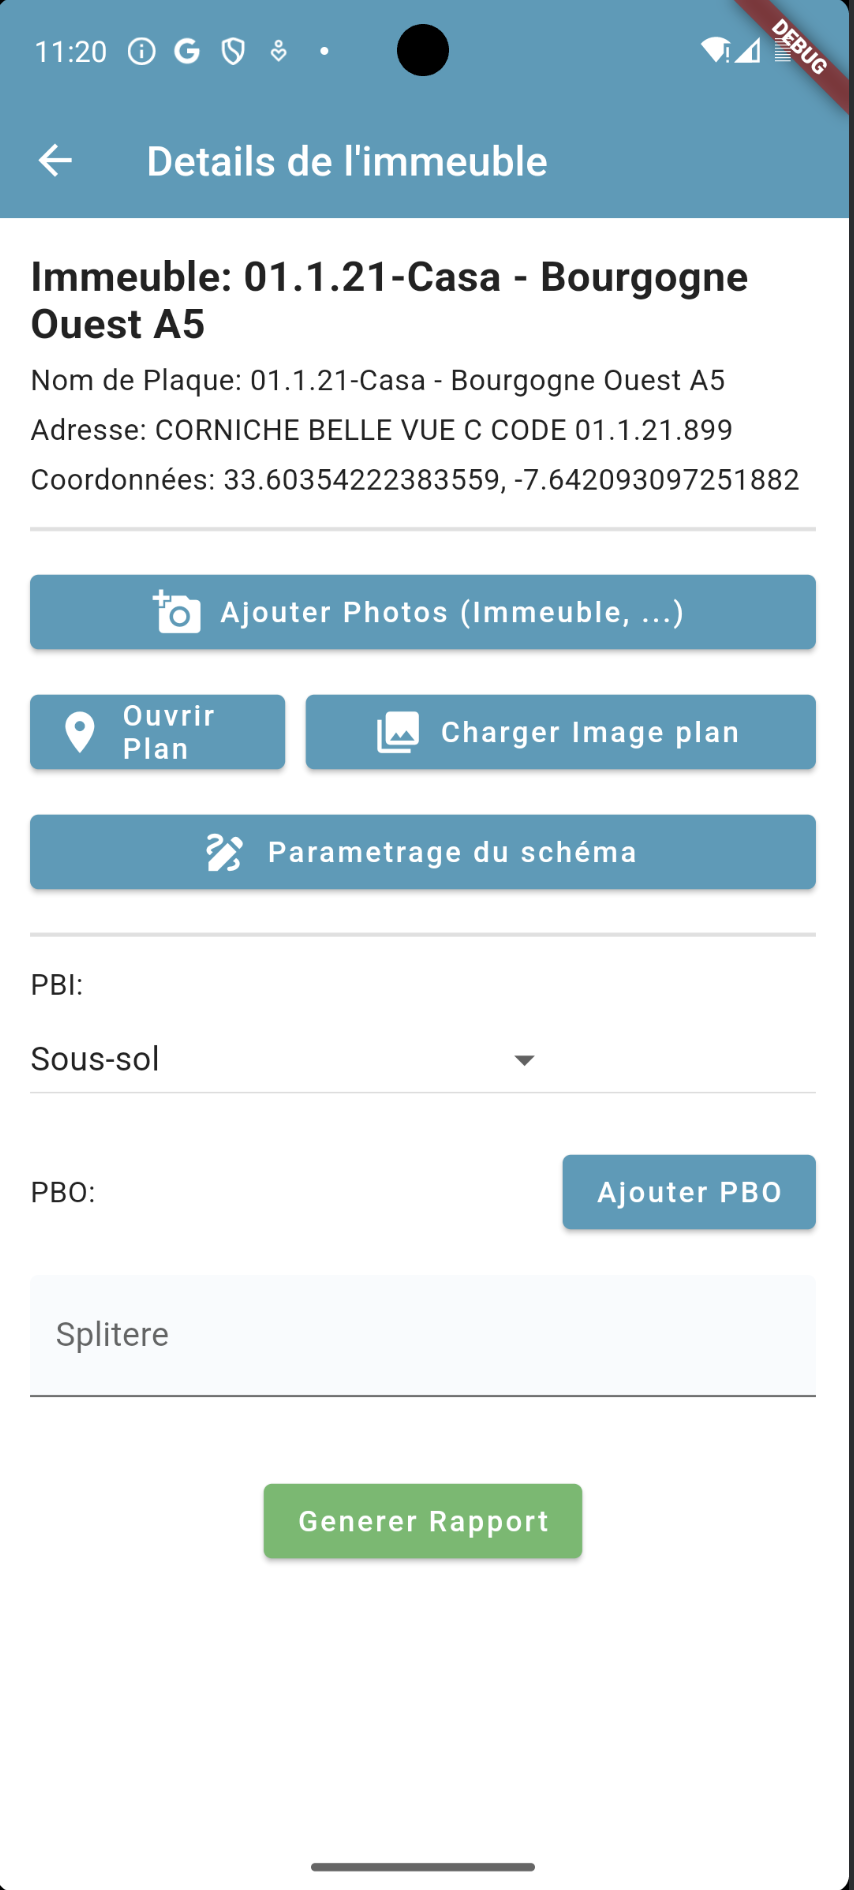 11:20
DEBUG
Details de l'immeuble
Immeuble: 01.1.21-Casa - Bourgogne
Ouest A5
Nom de Plaque: 01.1.21-Casa - Bourgogne Ouest A5
Adresse: CORNICHE BELLE VUE C CODE 01.1.21.899
Coordonnées: 33.60354222383559, -7.642093097251882
Ajouter Photos (Immeuble, ...)
Ouvrir
Plan
Charger Image plan
Parametrage du schéma
PBI:
Sous-sol
PBO:
Ajouter PBO
Splitere
Generer Rapport